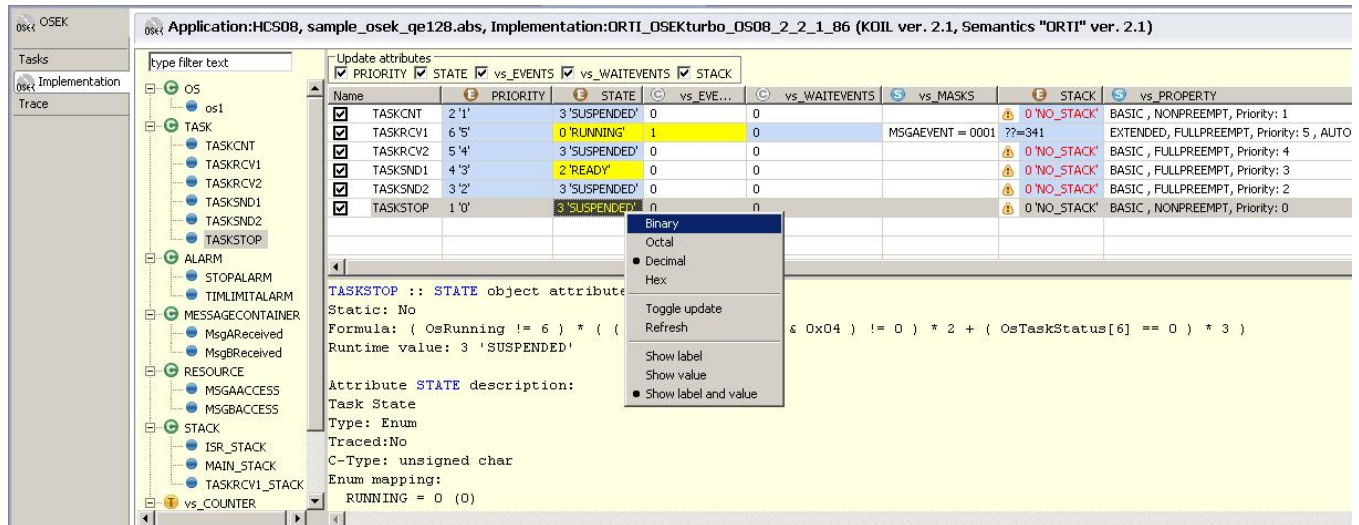 OSEK
Application:HCS08, sample_osek_qe128.abs, Implementation:ORTI_OSEKturbo_OS08_2_2_1_86 (KOIL ver. 2.1, Semantics "ORTI" ver. 2.1)
Tasks
Implementation
Trace
type filter text
OS
os1
TASK
TASKCNT
TASKRCV1
TASKRCV2
TASKSND1
TASKSND2
TASKSTOP
ALARM
STOPALARM
TIMLIMITALARM
MESSAGECONTAINER
MsgAReceived
MsgBReceived
RESOURCE
MSGAACCESS
MSGBACCESS
STACK
ISR_STACK
MAIN_STACK
TASKRCV1_STACK
vs_COUNTER
Update attributes
PRIORITY STATE vs_EVENTS vs_WAITEVENTS STACK
Name PRIORITY STATE vs_EVE... vs_WAITEVENTS vs_MASKS STACK vs_PROPERTY
TASKCNT 2 '1' 3 'SUSPENDED' 0 0 0 'NO_STACK' BASIC , NONPREEMPT, Priority: 1
TASKRCV1 6 '5' 0 'RUNNING' 1 0 MSGAEVENT = 0001 ??=341 EXTENDED, FULLPREEMPT, Priority: 5 , AUTO
TASKRCV2 5 '4' 3 'SUSPENDED' 0 0 0 'NO_STACK' BASIC , FULLPREEMPT, Priority: 4
TASKSND1 4 '3' 2 'READY' 0 0 0 'NO_STACK' BASIC , FULLPREEMPT, Priority: 3
TASKSND2 3 '2' 3 'SUSPENDED' 0 0 0 'NO_STACK' BASIC , FULLPREEMPT, Priority: 2
TASKSTOP 1 '0' 3 'SUSPENDED' 0 0 0 'NO_STACK' BASIC , NONPREEMPT, Priority: 0
Binary
Octal
Decimal
Hex
Toggle update
Refresh
Show label
Show value
Show label and value
TASKSTOP :: STATE object attribute
Static: No
Formula: ( OsRunning != 6 ) * ( ( & 0x04 ) != 0 ) * 2 + ( OsTaskStatus[6] == 0 ) * 3 )
Runtime value: 3 'SUSPENDED'
Attribute STATE description:
Task State
Type: Enum
Traced:No
C-Type: unsigned char
Enum mapping:
RUNNING = 0 (0)